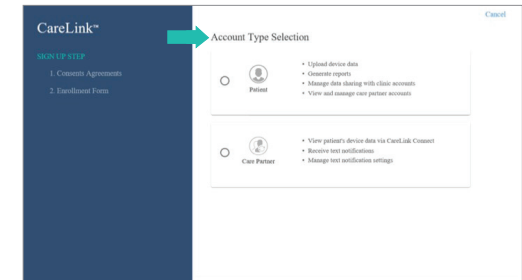 Cancel
CareLink™
Account Type Selection
SIGN UP STEP
1. Consents Agreements
2. Enrollment Form
Patient
• Upload device data
• Generate reports
• Manage data sharing with clinic accounts
• View and manage care partner accounts
Care Partner
• View patient's device data via CareLink Connect
• Receive text notifications
• Manage text notification settings